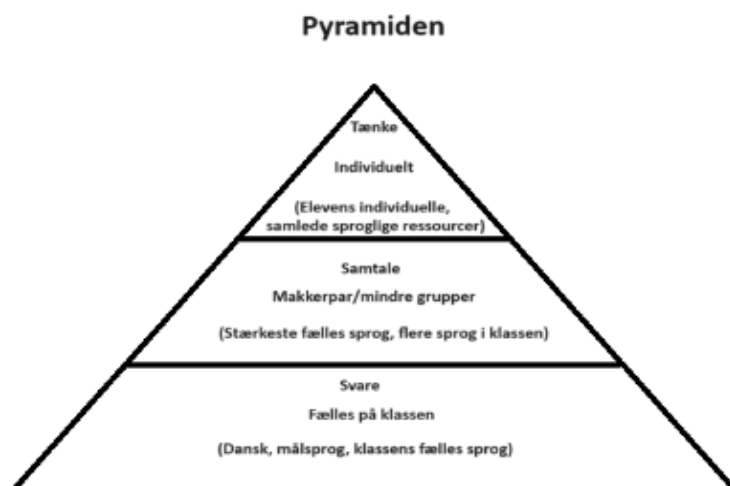 Pyramiden
Tænke
Individuelt
(Elevens individuelle,
samlede sproglige ressourcer)
Samtale
Makkerpar/mindre grupper
(Stærkeste fælles sprog, flere sprog i klassen)
Svare
Fælles på klassen
(Dansk, målsprog, klassens fælles sprog)